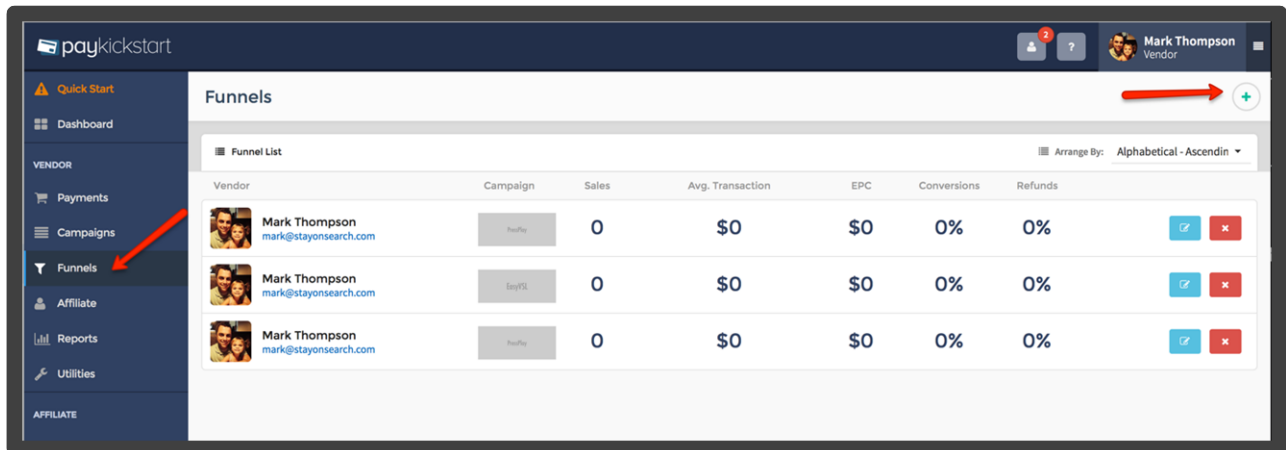 paykickstart
2
?
Mark Thompson
Vendor
Quick Start
Dashboard
VENDOR
Payments
Campaigns
Funnels
Affiliate
Reports
Utilities
AFFILIATE
Funnels
+
Funnel List
Arrange By: Alphabetical - Ascendin
Vendor Campaign Sales Avg. Transaction EPC Conversions Refunds
Mark Thompson
mark@stayonsearch.com
0 $0 $0 0% 0%
Mark Thompson
mark@stayonsearch.com
EasyVSL 0 $0 $0 0% 0%
Mark Thompson
mark@stayonsearch.com
0 $0 $0 0% 0%